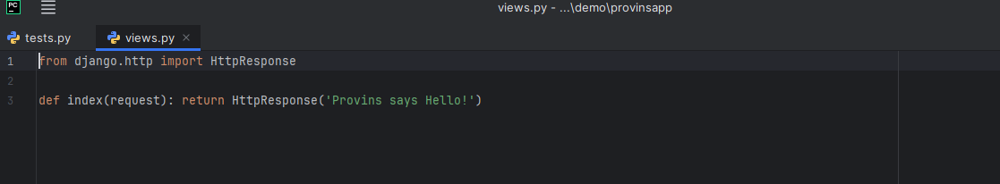 PC
views.py - ...\demo\provinsapp
tests.py
views.py
1 from django.http import HttpResponse
2
3 def index(request): return HttpResponse('Provins says Hello!')